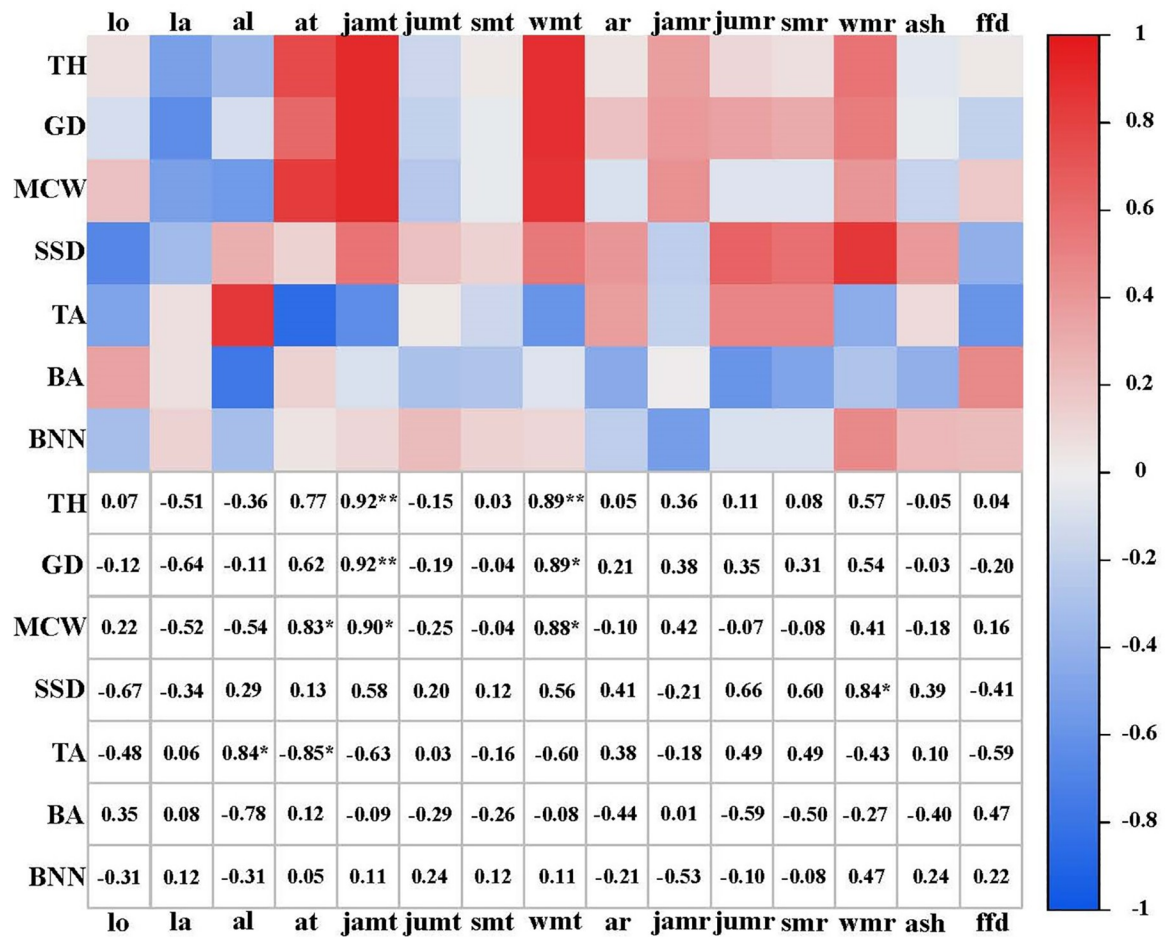 lo la al at jamt jumt smt wmt ar jamr jumr smr wmr ash ffd
TH
GD
MCW
SSD
TA
BA
BNN
TH 0.07 -0.51 -0.36 0.77 0.92** -0.15 0.03 0.89** 0.05 0.36 0.11 0.08 0.57 -0.05 0.04
GD -0.12 -0.64 -0.11 0.62 0.92** -0.19 -0.04 0.89* 0.21 0.38 0.35 0.31 0.54 -0.03 -0.20
MCW 0.22 -0.52 -0.54 0.83* 0.90* -0.25 -0.04 0.88* -0.10 0.42 -0.07 -0.08 0.41 -0.18 0.16
SSD -0.67 -0.34 0.29 0.13 0.58 0.20 0.12 0.56 0.41 -0.21 0.66 0.60 0.84* 0.39 -0.41
TA -0.48 0.06 0.84* -0.85* -0.63 0.03 -0.16 -0.60 0.38 -0.18 0.49 0.49 -0.43 0.10 -0.59
BA 0.35 0.08 -0.78 0.12 -0.09 -0.29 -0.26 -0.08 -0.44 0.01 -0.59 -0.50 -0.27 -0.40 0.47
BNN -0.31 0.12 -0.31 0.05 0.11 0.24 0.12 0.11 -0.21 -0.53 -0.10 -0.08 0.47 0.24 0.22
lo la al at jamt jumt smt wmt ar jamr jumr smr wmr ash ffd
1
0.8
0.6
0.4
0.2
0
-0.2
-0.4
-0.6
-0.8
-1